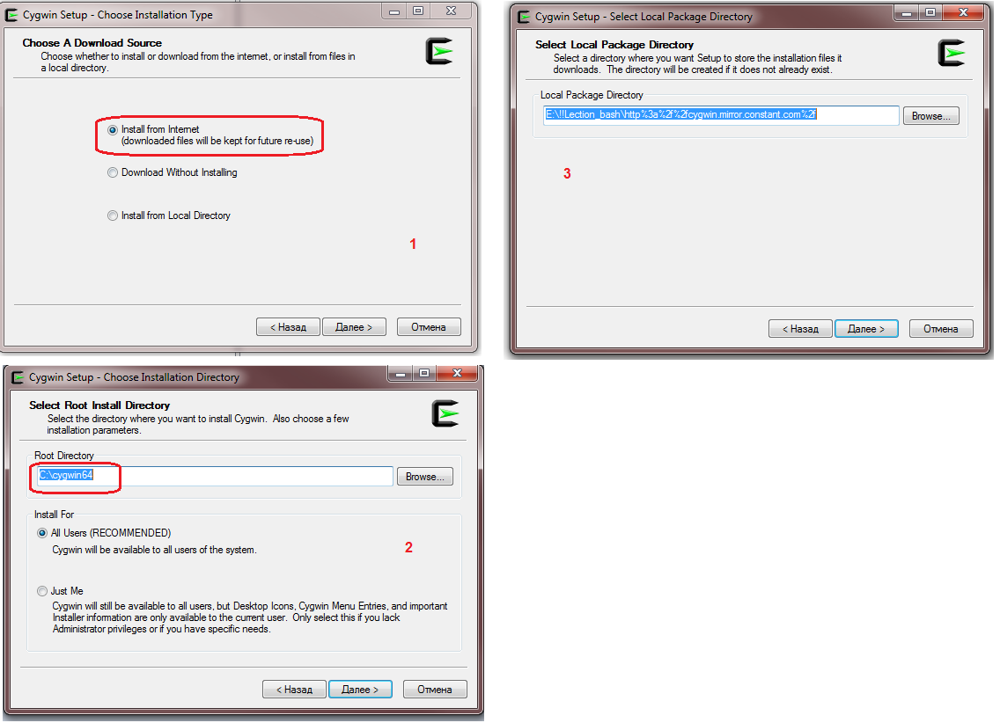 Cygwin Setup - Choose Installation Type
Choose A Download Source
Choose whether to install or download from the internet, or install from files in
a local directory.
Install from Internet
(downloaded files will be kept for future re-use)
Download Without Installing
Install from Local Directory
1
< Назад
Далее >
Отмена
Cygwin Setup - Choose Installation Directory
Select Root Install Directory
Select the directory where you want to install Cygwin. Also choose a few
installation parameters.
Root Directory
C:\cygwin64
Browse...
Install For
All Users (RECOMMENDED)
Cygwin will be available to all users of the system.
2
Just Me
Cygwin will still be available to all users, but Desktop Icons, Cygwin Menu Entries, and important
Installer information are only available to the current user. Only select this if you lack
Administrator privileges or if you have specific needs.
< Назад
Далее >
Отмена
Cygwin Setup - Select Local Package Directory
Select Local Package Directory
Select a directory where you want Setup to store the installation files it
downloads. The directory will be created if it does not already exist.
Local Package Directory
E:\!!Lection_bash\http%3a%2f%2fcygwin.mirror.constant.com%2f
Browse...
3
< Назад
Далее >
Отмена